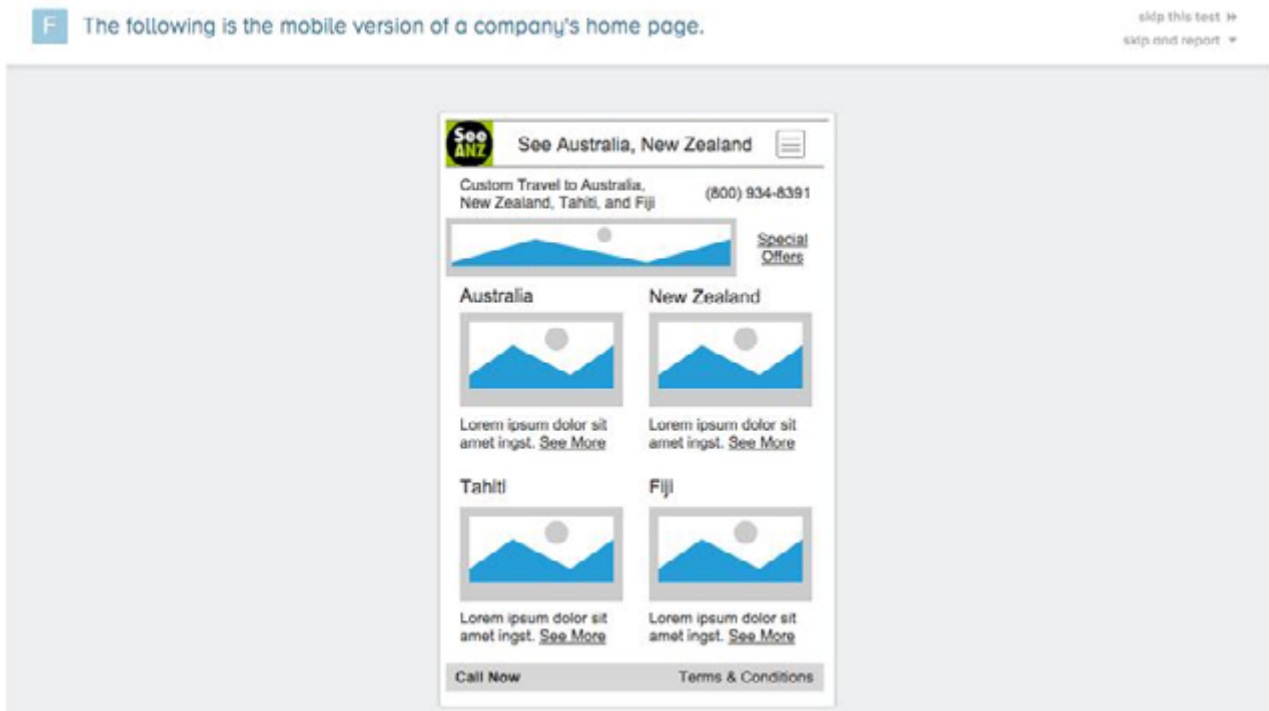 F The following is the mobile version of a company's home page.
skip this test
skip and report
See
ANZ
See Australia, New Zealand
Custom Travel to Australia,
New Zealand, Tahiti, and Fiji
(800) 934-8391
Special
Offers
Australia
New Zealand
Lorem ipsum dolor sit
amet ingst. See More
Lorem ipsum dolor sit
amet ingst. See More
Tahiti
Fiji
Lorem ipsum dolor sit
amet ingst. See More
Lorem ipsum dolor sit
amet ingst. See More
Call Now
Terms & Conditions